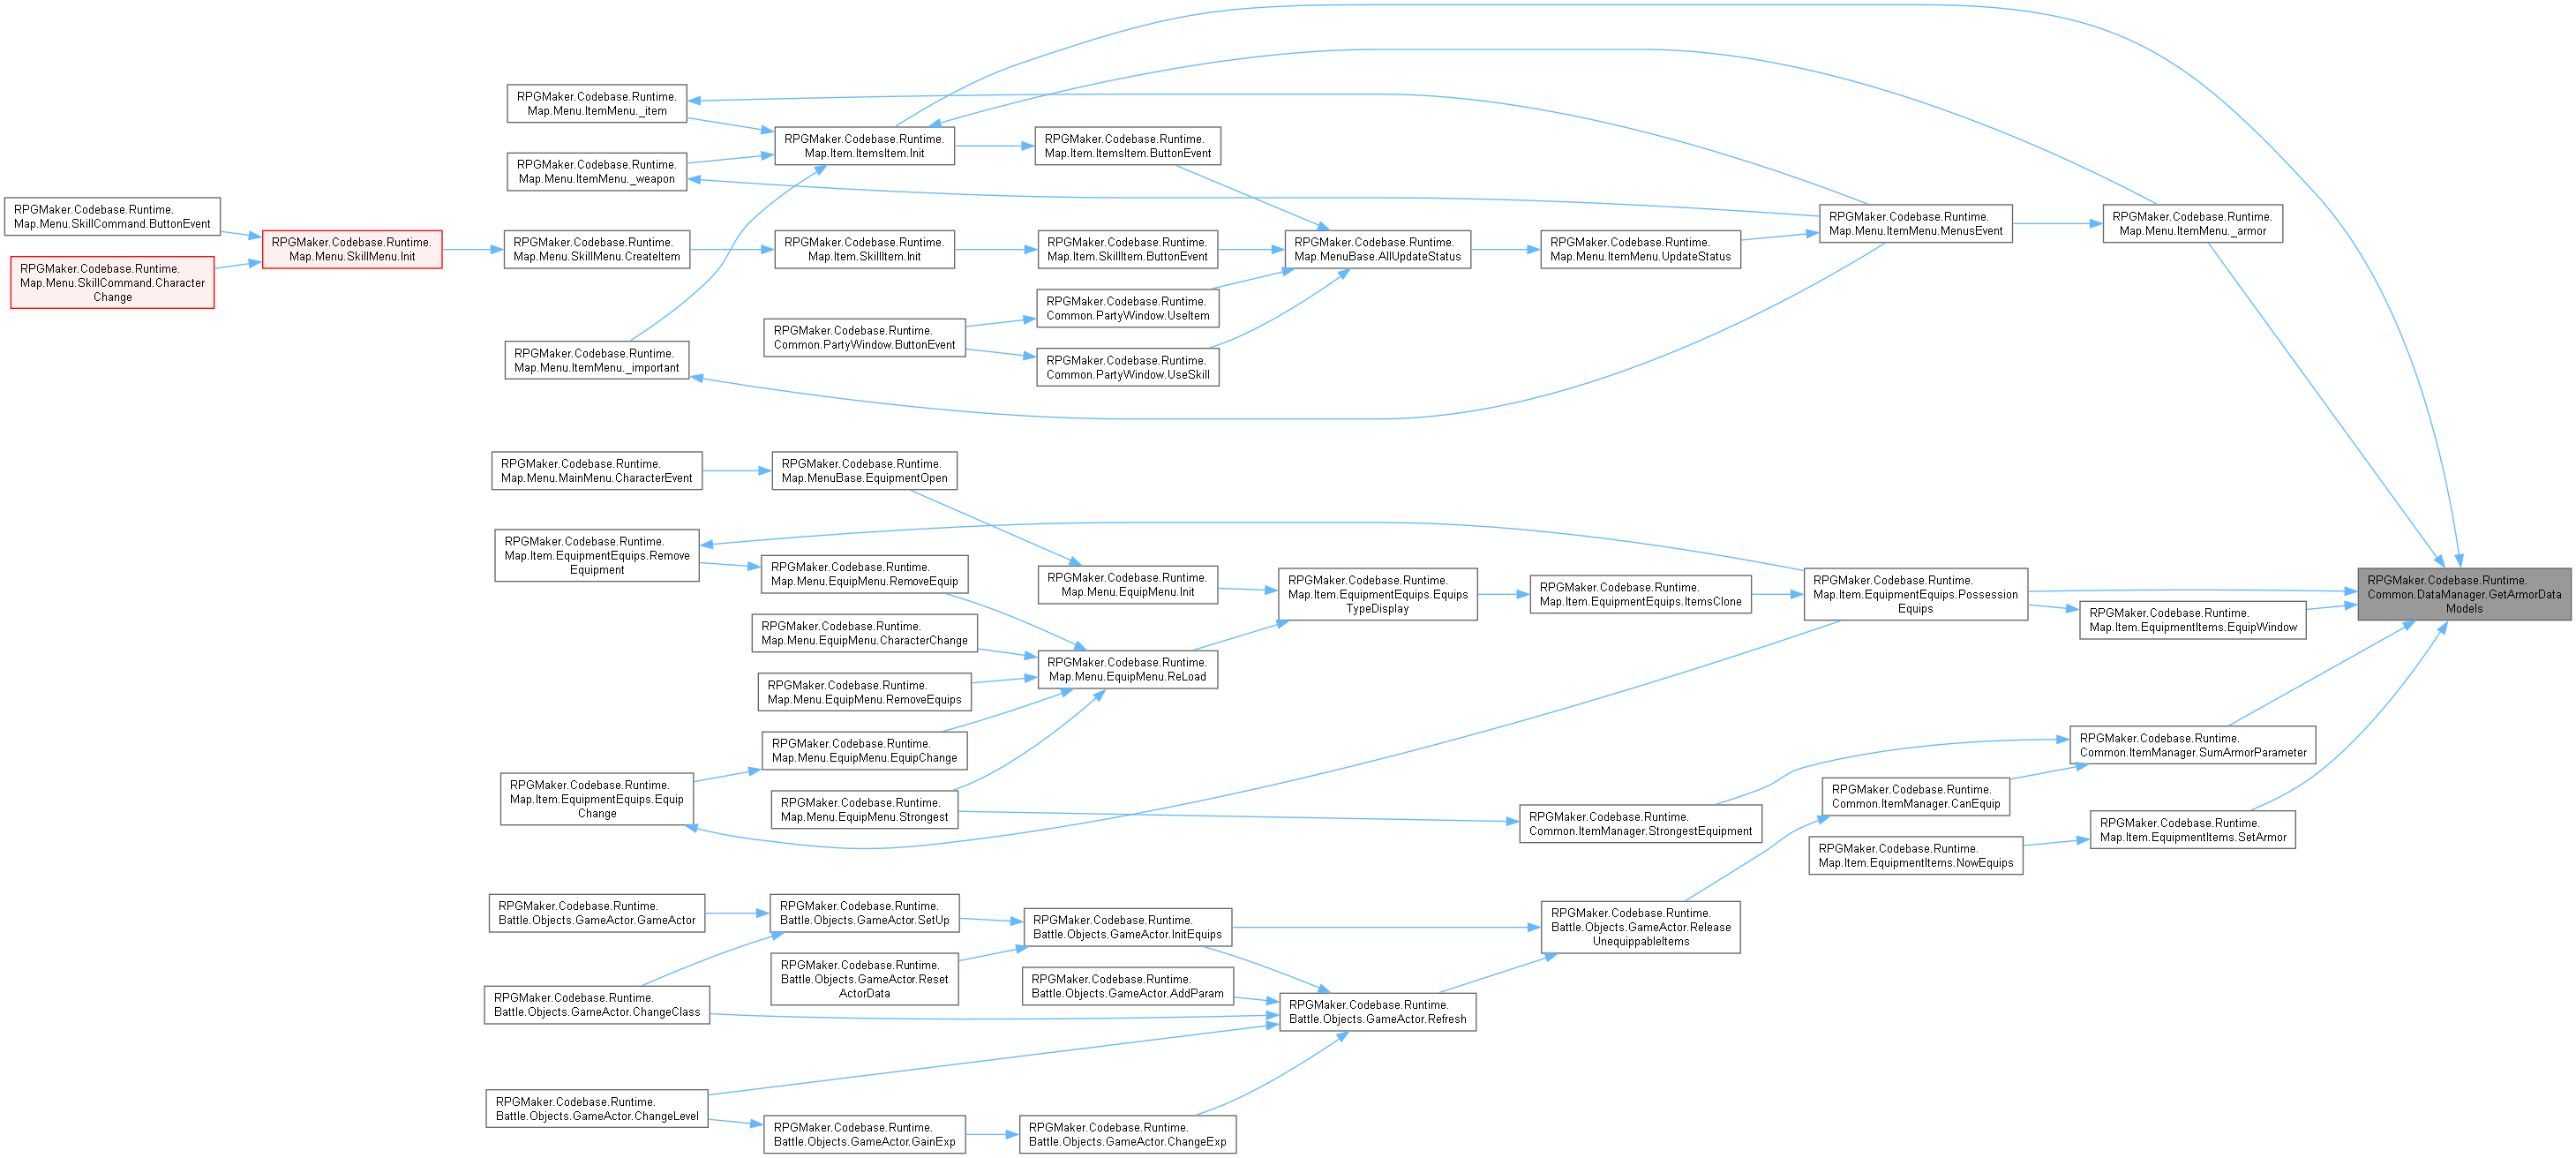 RPGMaker.Codebase.Runtime.
Map.Menu.ItemMenu._item
RPGMaker.Codebase.Runtime.
Map.Item.ItemsItem.Init
RPGMaker.Codebase.Runtime.
Map.Item.ItemsItem.ButtonEvent
RPGMaker.Codebase.Runtime.
Map.Menu.ItemMenu._weapon
RPGMaker.Codebase.Runtime.
Map.Menu.SkillCommand.ButtonEvent
RPGMaker.Codebase.Runtime.
Map.Menu.SkillMenu.Init
RPGMaker.Codebase.Runtime.
Map.Menu.SkillCommand.Character
Change
RPGMaker.Codebase.Runtime.
Map.Menu.SkillMenu.CreateItem
RPGMaker.Codebase.Runtime.
Map.Item.SkillItem.Init
RPGMaker.Codebase.Runtime.
Map.Item.SkillItem.ButtonEvent
RPGMaker.Codebase.Runtime.
Map.MenuBase.AllUpdateStatus
RPGMaker.Codebase.Runtime.
Map.Menu.ItemMenu.UpdateStatus
RPGMaker.Codebase.Runtime.
Map.Menu.ItemMenu.MenusEvent
RPGMaker.Codebase.Runtime.
Map.Menu.ItemMenu._armor
RPGMaker.Codebase.Runtime.
Common.PartyWindow.UseItem
RPGMaker.Codebase.Runtime.
Common.PartyWindow.ButtonEvent
RPGMaker.Codebase.Runtime.
Common.PartyWindow.UseSkill
RPGMaker.Codebase.Runtime.
Map.Menu.ItemMenu._important
RPGMaker.Codebase.Runtime.
Map.Menu.MainMenu.CharacterEvent
RPGMaker.Codebase.Runtime.
Map.MenuBase.EquipmentOpen
RPGMaker.Codebase.Runtime.
Map.Item.EquipmentEquips.Remove
Equipment
RPGMaker.Codebase.Runtime.
Map.Menu.EquipMenu.RemoveEquip
RPGMaker.Codebase.Runtime.
Map.Menu.EquipMenu.Init
RPGMaker.Codebase.Runtime.
Map.Item.EquipmentEquips.Equips
TypeDisplay
RPGMaker.Codebase.Runtime.
Map.Item.EquipmentEquips.ItemsClone
RPGMaker.Codebase.Runtime.
Map.Item.EquipmentEquips.Possession
Equips
RPGMaker.Codebase.Runtime.
Map.Item.EquipmentItems.EquipWindow
RPGMaker.Codebase.Runtime.
Common.DataManager.GetArmorData
Models
RPGMaker.Codebase.Runtime.
Map.Menu.EquipMenu.CharacterChange
RPGMaker.Codebase.Runtime.
Map.Menu.EquipMenu.ReLoad
RPGMaker.Codebase.Runtime.
Map.Menu.EquipMenu.RemoveEquips
RPGMaker.Codebase.Runtime.
Map.Menu.EquipMenu.EquipChange
RPGMaker.Codebase.Runtime.
Map.Item.EquipmentEquips.Equip
Change
RPGMaker.Codebase.Runtime.
Map.Menu.EquipMenu.Strongest
RPGMaker.Codebase.Runtime.
Common.ItemManager.StrongestEquipment
RPGMaker.Codebase.Runtime.
Common.ItemManager.SumArmorParameter
RPGMaker.Codebase.Runtime.
Common.ItemManager.CanEquip
RPGMaker.Codebase.Runtime.
Map.Item.EquipmentItems.SetArmor
RPGMaker.Codebase.Runtime.
Map.Item.EquipmentItems.NowEquips
RPGMaker.Codebase.Runtime.
Battle.Objects.GameActor.GameActor
RPGMaker.Codebase.Runtime.
Battle.Objects.GameActor.SetUp
RPGMaker.Codebase.Runtime.
Battle.Objects.GameActor.InitEquips
RPGMaker.Codebase.Runtime.
Battle.Objects.GameActor.Release
UnequippableItems
RPGMaker.Codebase.Runtime.
Battle.Objects.GameActor.Reset
ActorData
RPGMaker.Codebase.Runtime.
Battle.Objects.GameActor.AddParam
RPGMaker.Codebase.Runtime.
Battle.Objects.GameActor.ChangeClass
RPGMaker.Codebase.Runtime.
Battle.Objects.GameActor.Refresh
RPGMaker.Codebase.Runtime.
Battle.Objects.GameActor.ChangeLevel
RPGMaker.Codebase.Runtime.
Battle.Objects.GameActor.GainExp
RPGMaker.Codebase.Runtime.
Battle.Objects.GameActor.ChangeExp